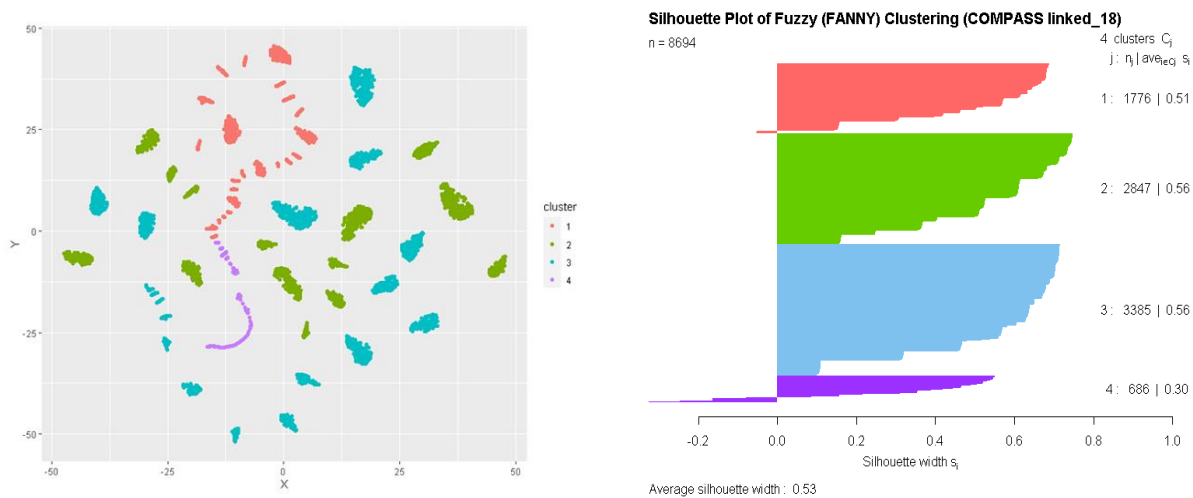 50
25
0
-25
-50
Y
-50
-25
0
25
50
X
cluster
1
2
3
4
Silhouette Plot of Fuzzy (FANNY) Clustering (COMPASS linked_18)
n = 8694
4 clusters Cj
j : nj | avei∈Cj si
1 : 1776 | 0.51
2 : 2847 | 0.56
3 : 3385 | 0.56
4 : 686 | 0.30
-0.2 0.0 0.2 0.4 0.6 0.8 1.0
Silhouette width si
Average silhouette width : 0.53